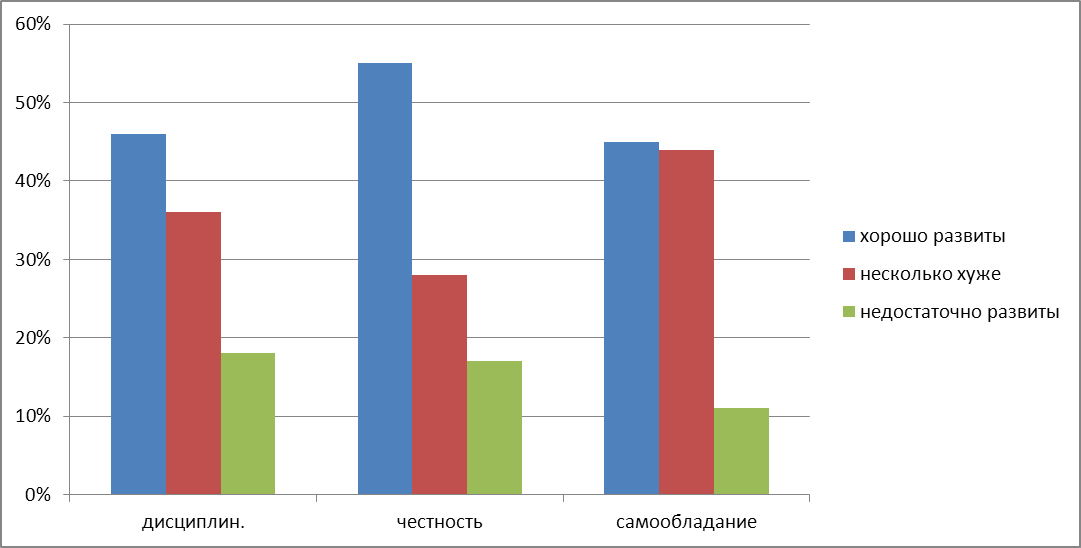 60%
50%
40%
30%
20%
10%
0%
дисциплин.
честность
самообладание
хорошо развиты
несколько хуже
недостаточно развиты